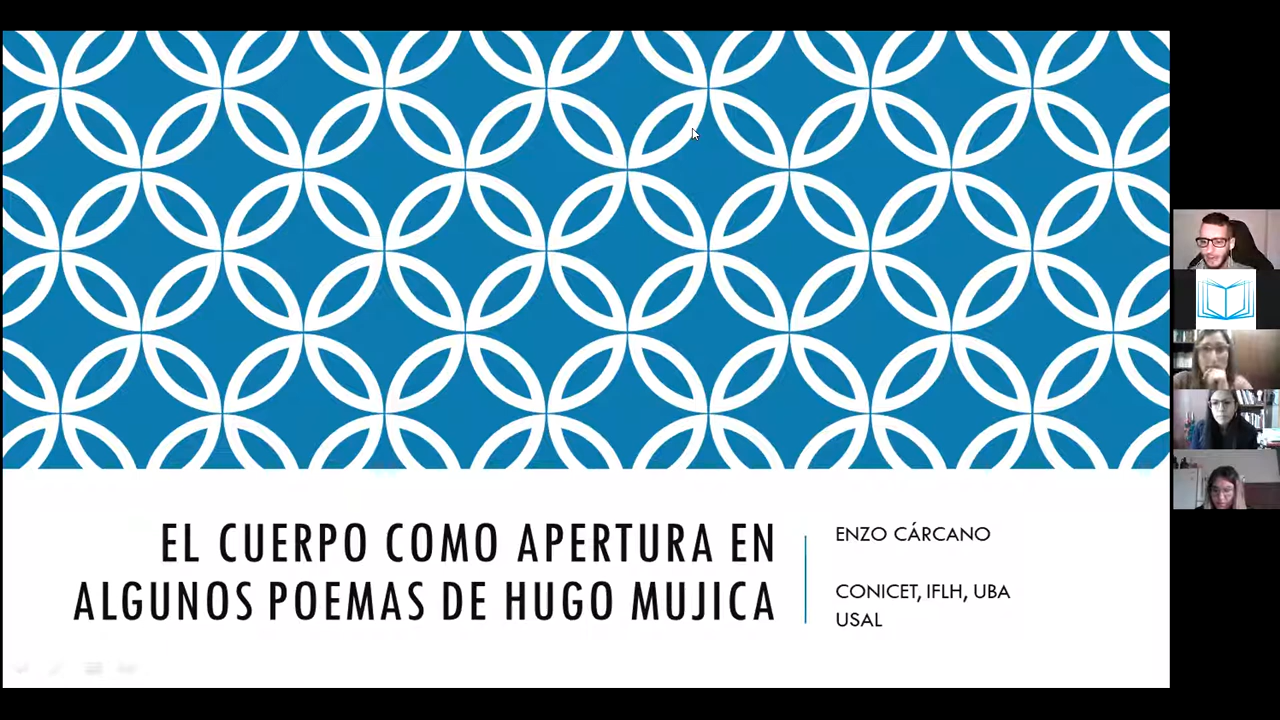 EL CUERPO COMO APERTURA EN
ALGUNOS POEMAS DE HUGO MUJICA
ENZO CÁRCANO
CONICET, IFLH, UBA
USAL